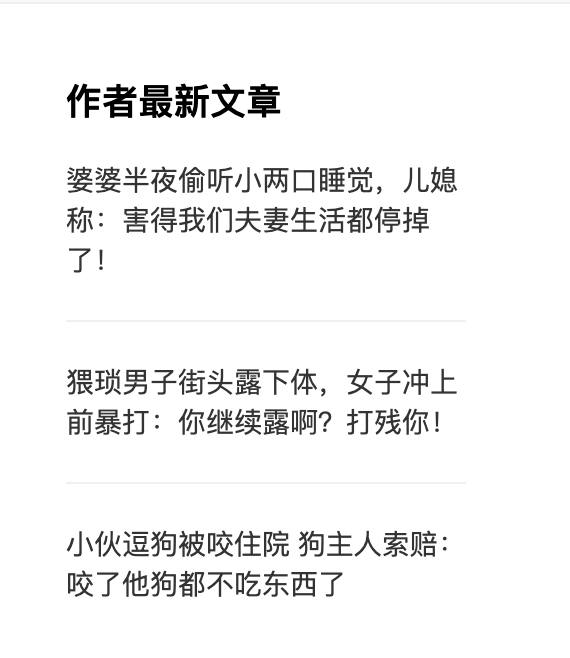 作者最新文章
婆婆半夜偷听小两口睡觉，儿媳
称：害得我们夫妻生活都停掉
了！
猥琐男子街头露下体，女子冲上
前暴打：你继续露啊？打残你！
小伙逗狗被咬住院 狗主人索赔：
咬了他狗都不吃东西了